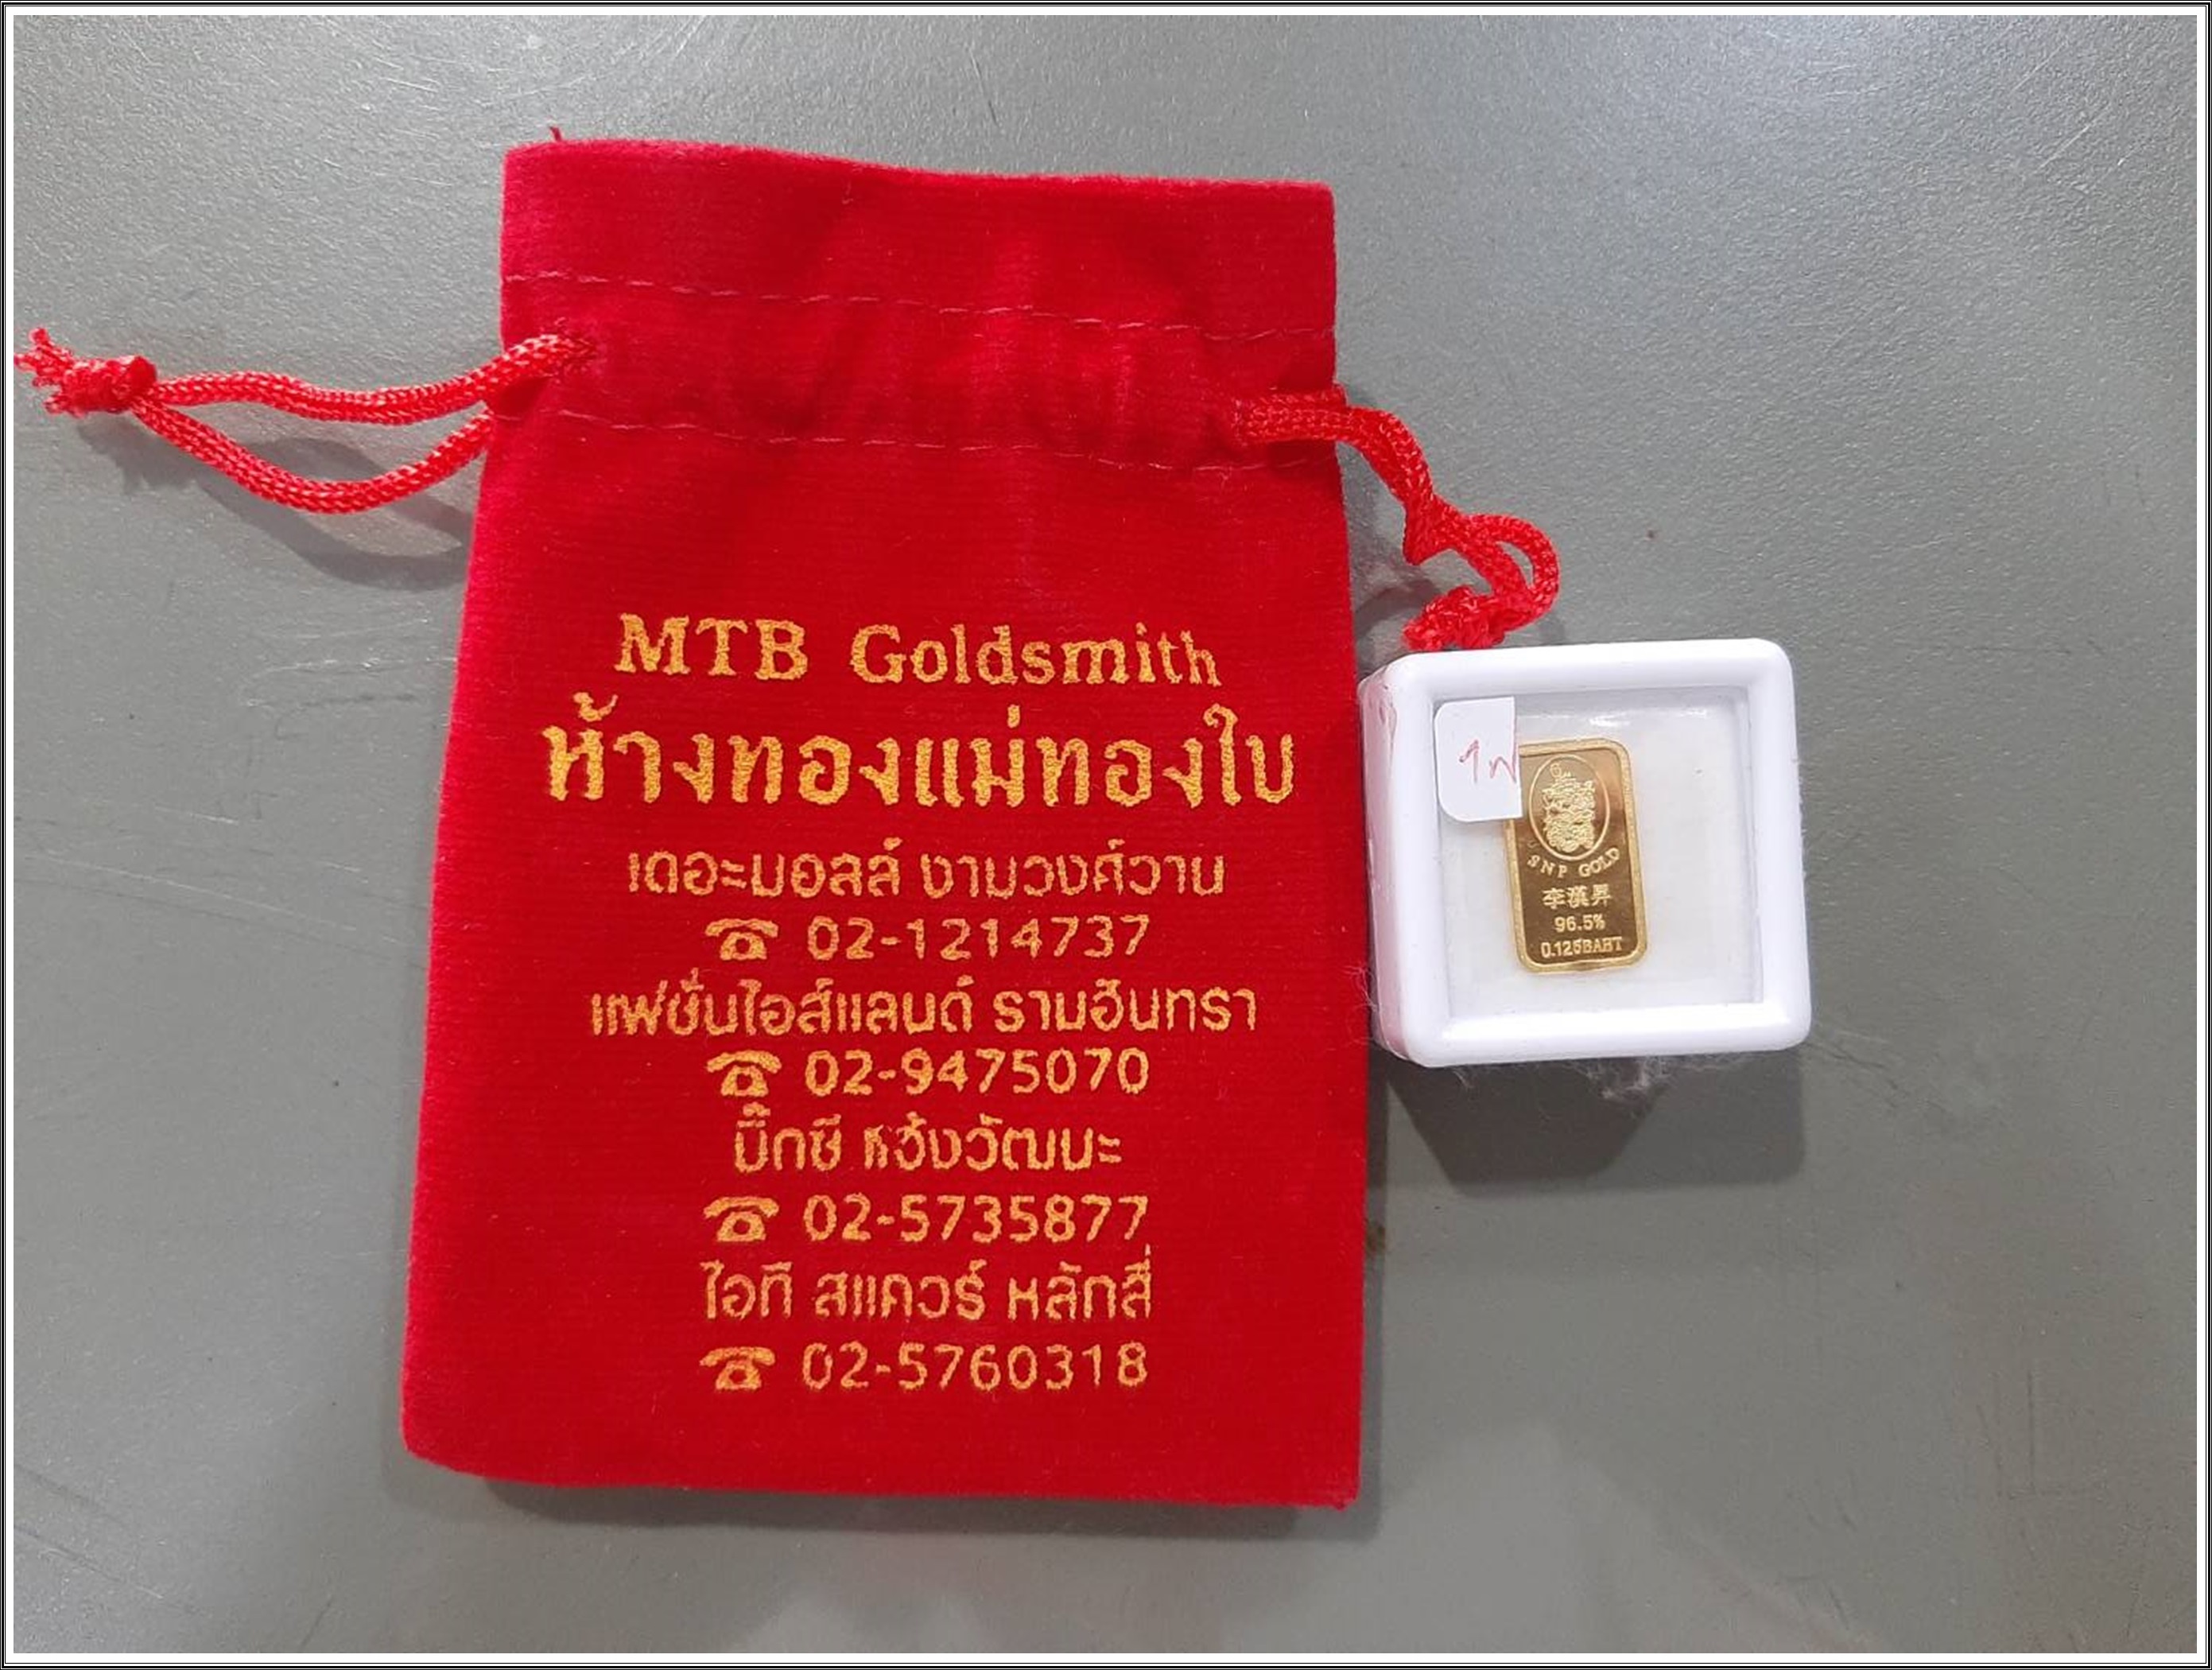 MTB Goldsmith
ห้างทองแม่ทองใบ
เดอะมอลล์ งามวงศ์วาน
☎ 02-1214737
แฟชั่นไอส์แลนด์ รามอินทรา
☎ 02-9475070
บิ๊กซี แจ้งวัฒนะ
☎ 02-5735877
ไอที สแควร์ หลักสี่
☎ 02-5760318
SNP GOLD
李漢昇
96.5%
0.125BAHT